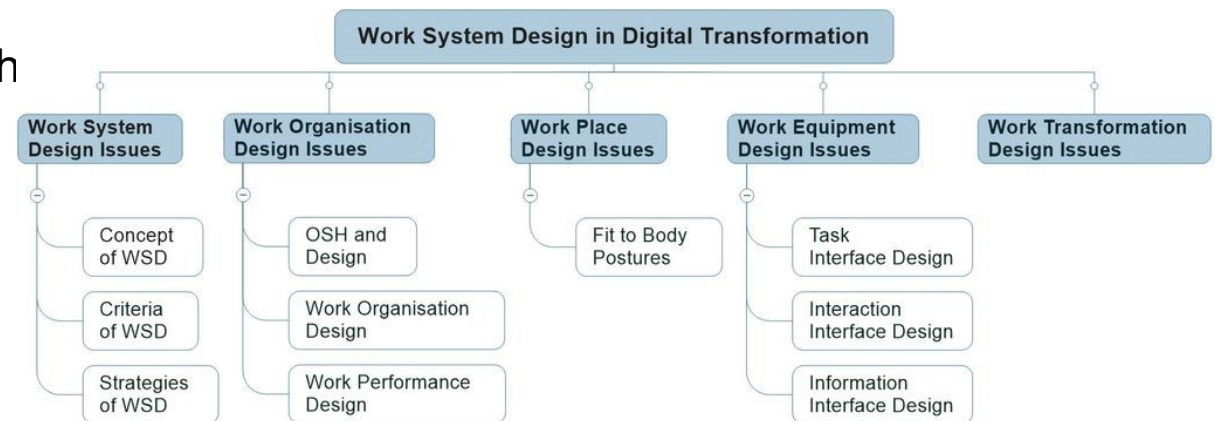 Work System Design in Digital Transformation
h
Work System
Design Issues
Work Organisation
Design Issues
Work Place
Design Issues
Work Equipment
Design Issues
Work Transformation
Design Issues
Concept
of WSD
Criteria
of WSD
Strategies
of WSD
OSH and
Design
Work Organisation
Design
Work Performance
Design
Fit to Body
Postures
Task
Interface Design
Interaction
Interface Design
Information
Interface Design